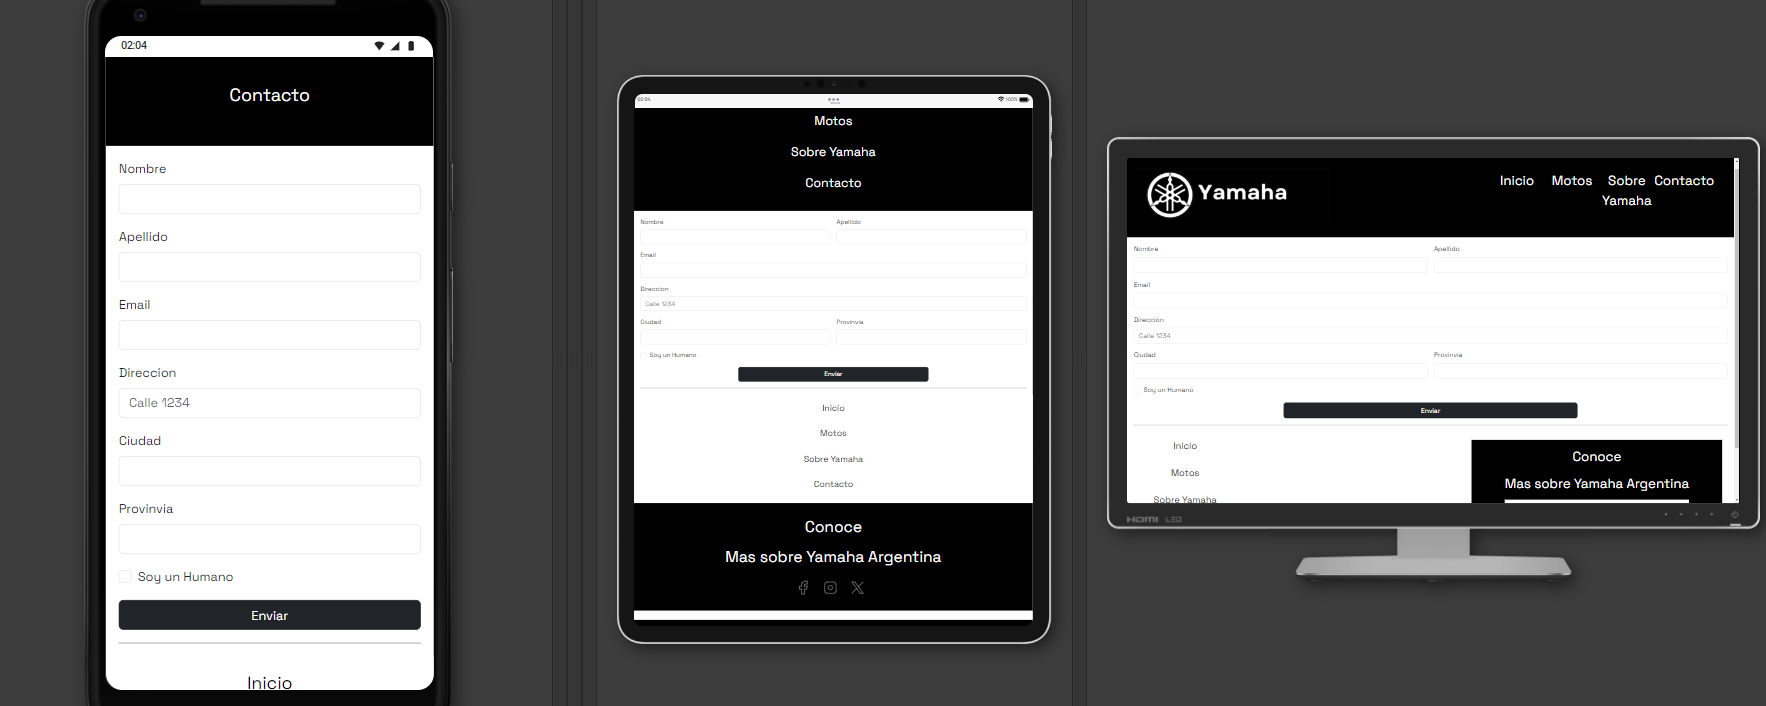 02:04
Contacto
Nombre
Apellido
Email
Direccion
Calle 1234
Ciudad
Provinvia
Soy un Humano
Enviar
Inicio
02:04
100%
Motos
Sobre Yamaha
Contacto
Nombre Apellido
Email
Direccion
Calle 1234
Ciudad Provinvia
Soy un Humano
Enviar
Inicio
Motos
Sobre Yamaha
Contacto
Conoce
Mas sobre Yamaha Argentina
Yamaha
Inicio Motos Sobre Yamaha Contacto
Nombre Apellido
Email
Direccion
Calle 1234
Ciudad Provinvia
Soy un Humano
Enviar
Inicio
Motos
Sobre Yamaha
Conoce
Mas sobre Yamaha Argentina
HDMI LED